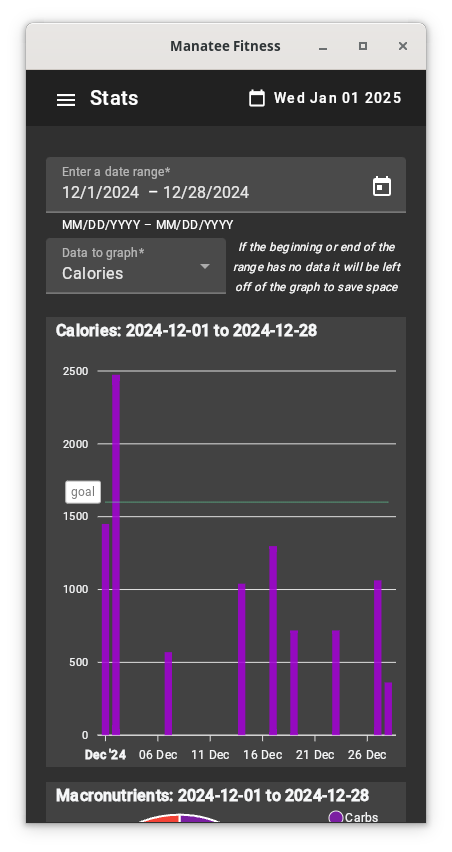 Manatee Fitness
Stats
Wed Jan 01 2025
Enter a date range*
12/1/2024 – 12/28/2024
MM/DD/YYYY – MM/DD/YYYY
Data to graph*
Calories
If the beginning or end of the
range has no data it will be left
off of the graph to save space
Calories: 2024-12-01 to 2024-12-28
2500
2000
goal
1500
1000
500
0
Dec '24 06 Dec 11 Dec 16 Dec 21 Dec 26 Dec
Macronutrients: 2024-12-01 to 2024-12-28
Carbs